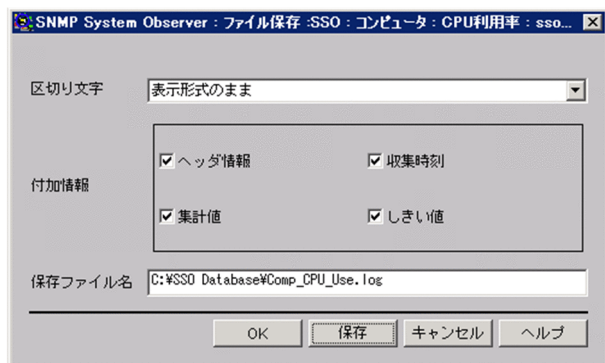 SNMP System Observer : ファイル保存 :SSO : コンピュータ : CPU利用率 : sso...
区切り文字
表示形式のまま
付加情報
ヘッダ情報
収集時刻
集計値
しきい値
保存ファイル名
C:¥SSO Database¥Comp_CPU_Use.log
OK
保存
キャンセル
ヘルプ